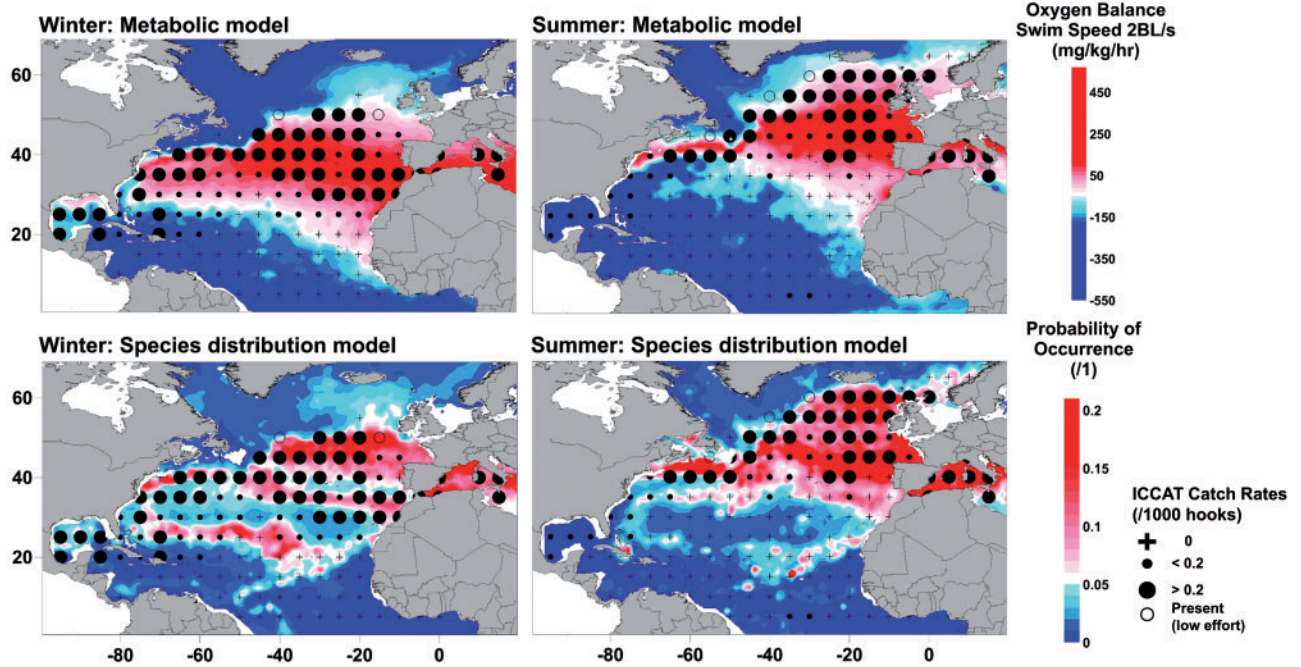 Winter: Metabolic model
Summer: Metabolic model
Oxygen Balance
Swim Speed 2BL/s
(mg/kg/hr)
60
40
20
450
250
50
-150
-350
-550
Winter: Species distribution model
Summer: Species distribution model
Probability of
Occurrence
(/1)
60
40
20
0.2
0.15
0.1
0.05
0
ICCAT Catch Rates
(/1000 hooks)
0
< 0.2
> 0.2
Present
(low effort)
-80 -60 -40 -20 0
-80 -60 -40 -20 0